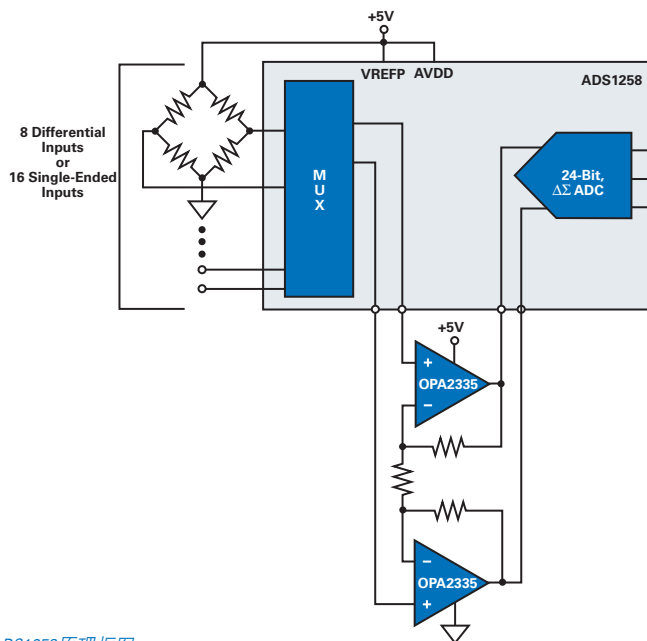 +5V
VREFP AVDD
ADS1258
8 Differential
Inputs
or
16 Single-Ended
Inputs
M
U
X
24-Bit,
ΔΣ ADC
+5V
+
OPA2335
−
−
OPA2335
+